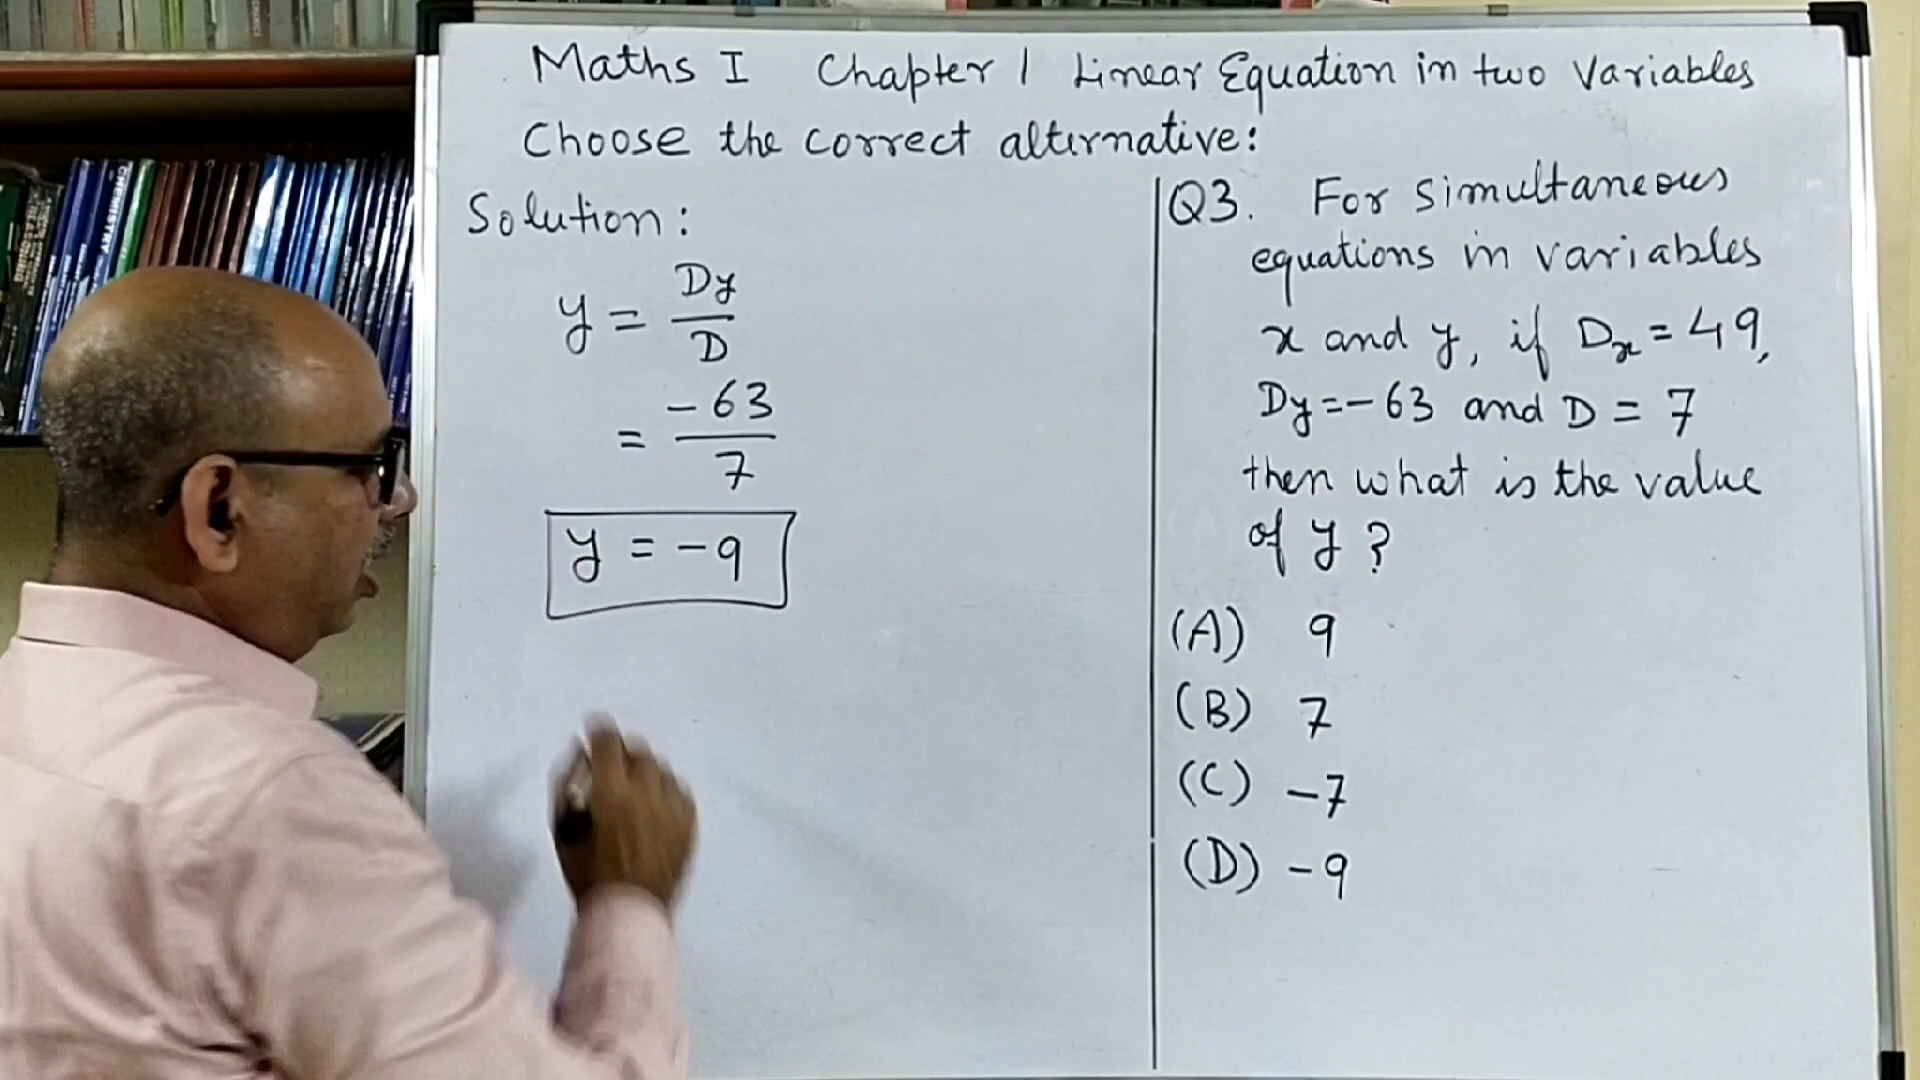 Maths I Chapter 1 Linear Equation in two Variables
Choose the correct alternative:
Solution:
y = Dy / D
= -63 / 7
y = -9
Q3. For simultaneous
equations in variables
x and y, if Dx = 49,
Dy = -63 and D = 7
then what is the value
of y?
(A) 9
(B) 7
(C) -7
(D) -9
CHEMISTRY